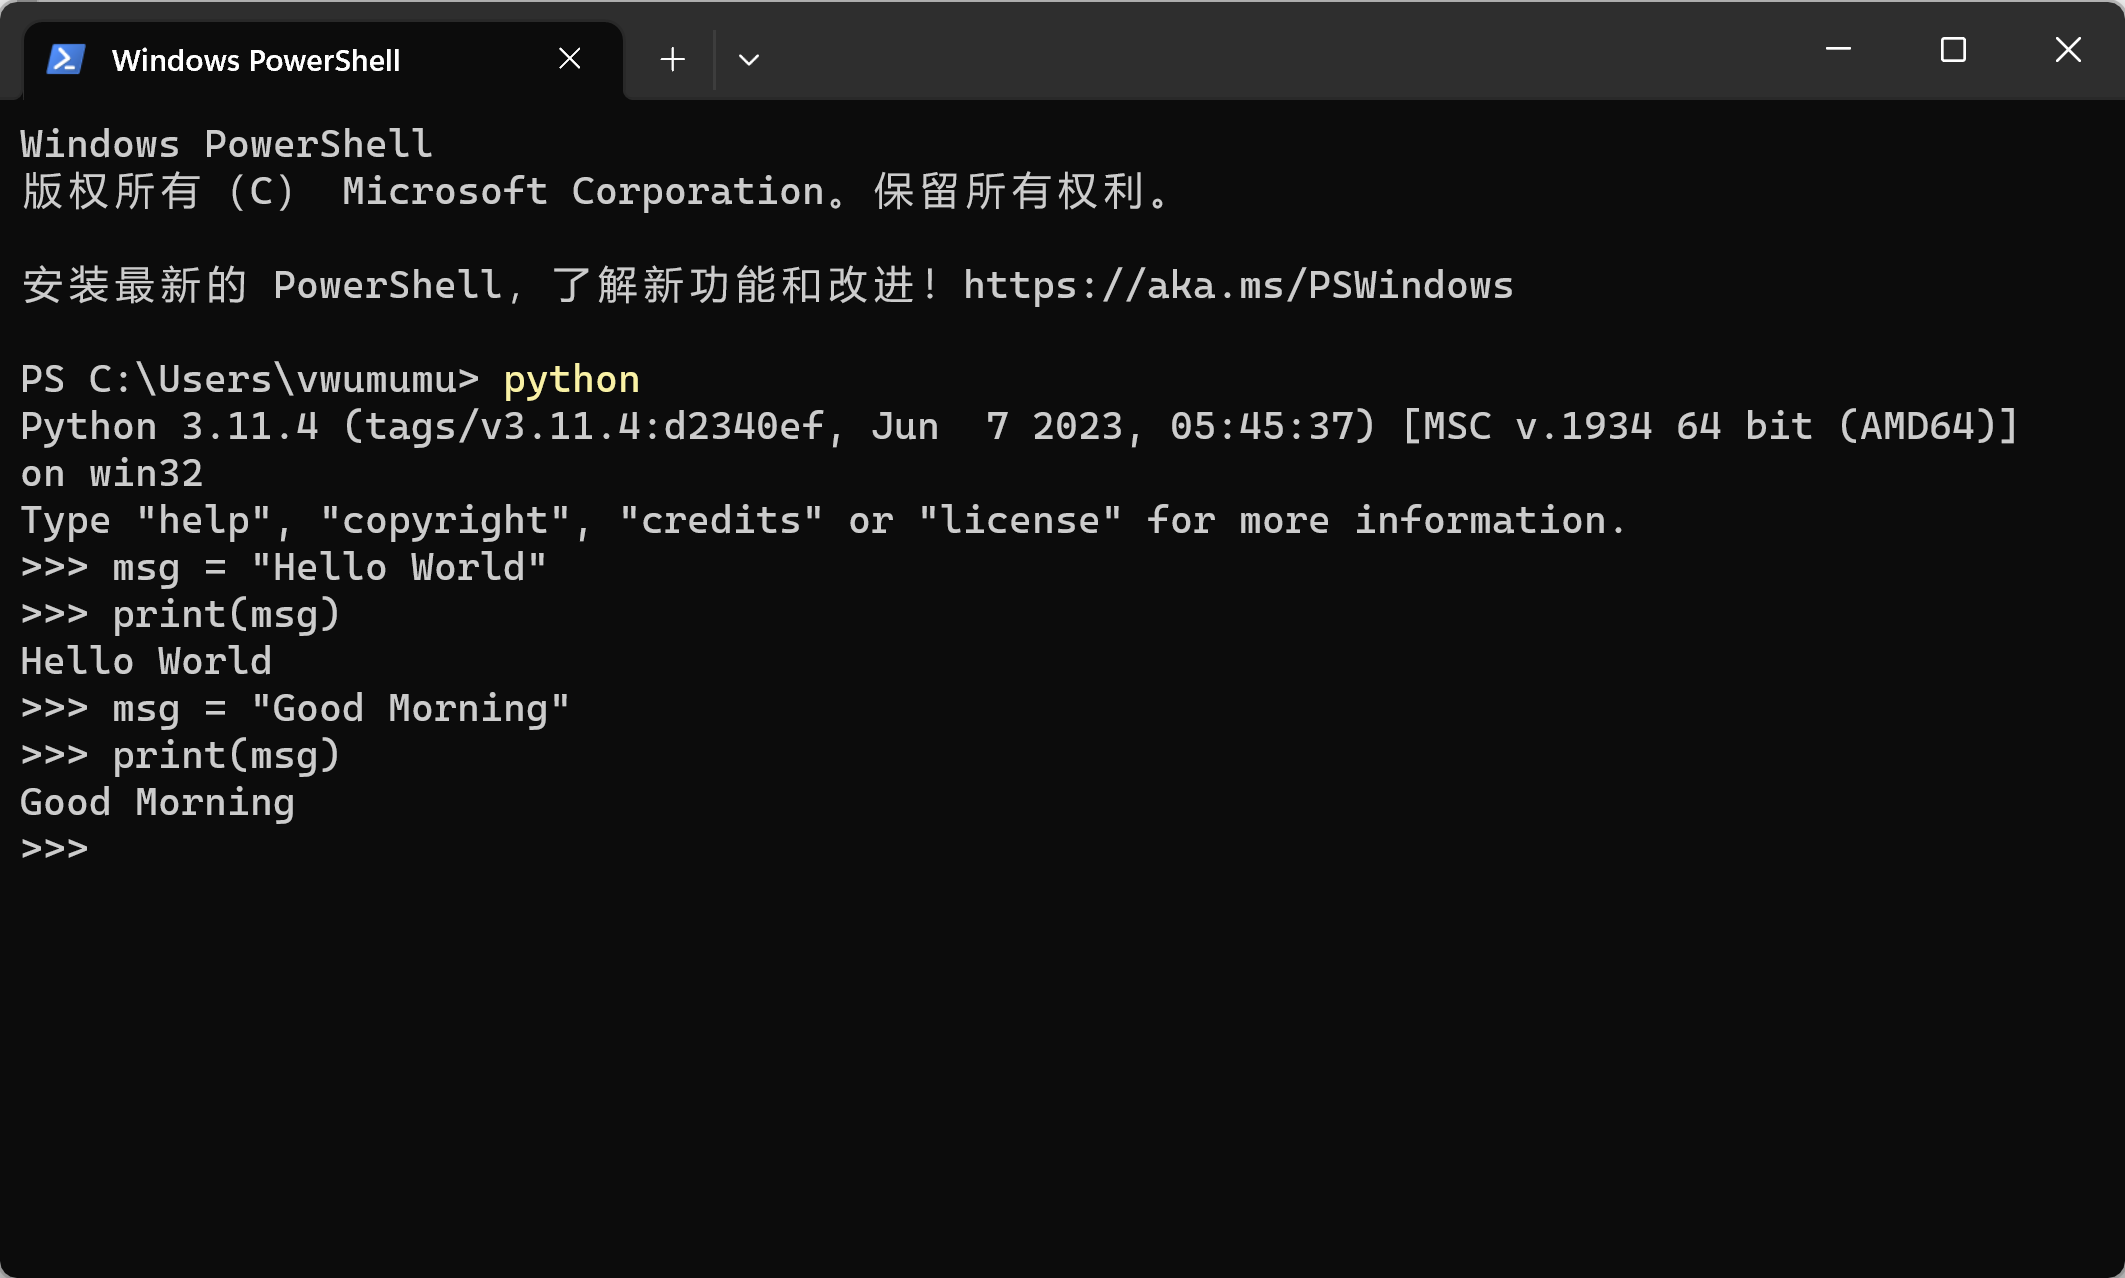 Windows PowerShell
Windows PowerShell
版权所有（C） Microsoft Corporation。保留所有权利。
安装最新的 PowerShell，了解新功能和改进！https://aka.ms/PSWindows
PS C:\Users\vwumumu> python
Python 3.11.4 (tags/v3.11.4:d2340ef, Jun  7 2023, 05:45:37) [MSC v.1934 64 bit (AMD64)]
on win32
Type "help", "copyright", "credits" or "license" for more information.
>>> msg = "Hello World"
>>> print(msg)
Hello World
>>> msg = "Good Morning"
>>> print(msg)
Good Morning
>>>